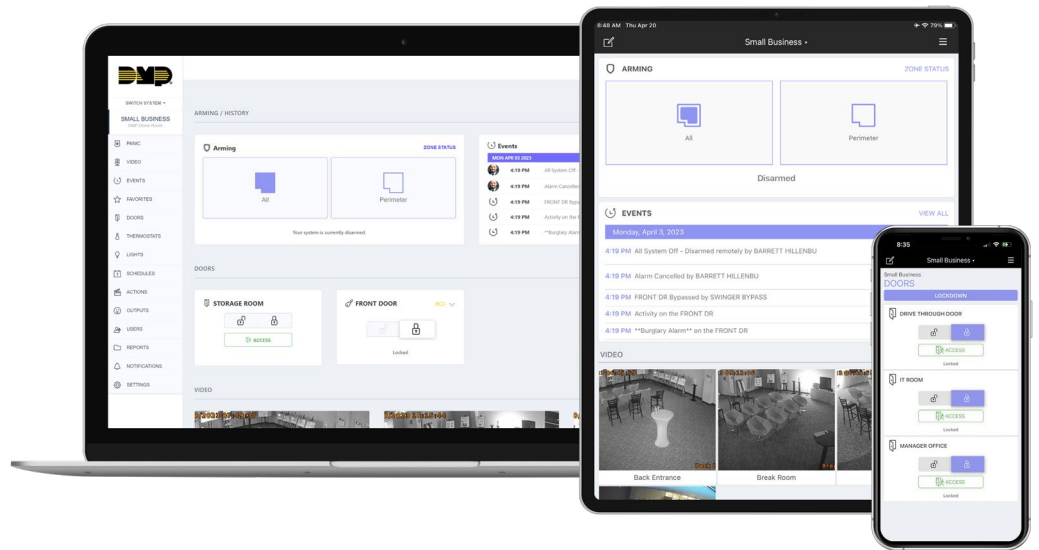 DMP
SWITCH SYSTEM
SMALL BUSINESS
DMP Demo Room
PANIC
VIDEO
EVENTS
FAVORITES
DOORS
THERMOSTATS
LIGHTS
SCHEDULES
ACTIONS
OUTPUTS
USERS
REPORTS
NOTIFICATIONS
SETTINGS
ARMING / HISTORY
Arming
ZONE STATUS
All
Perimeter
Your system is currently disarmed
Events
MON APR 03 2023
4:19 PM All System Off
4:19 PM Alarm Cancelled
4:19 PM FRONT DR Bypa
4:19 PM Activity on the F
4:19 PM **Burglary Alarm
DOORS
STORAGE ROOM
ACCESS
FRONT DOOR
Locked
VIDEO
8:48 AM Thu Apr 20
79%
Small Business
ARMING
ZONE STATUS
All
Perimeter
Disarmed
EVENTS
VIEW ALL
Monday, April 3, 2023
4:19 PM All System Off - Disarmed remotely by BARRETT HILLENBU
4:19 PM Alarm Cancelled by BARRETT HILLENBU
4:19 PM FRONT DR Bypassed by SWINGER BYPASS
4:19 PM Activity on the FRONT DR
4:19 PM **Burglary Alarm** on the FRONT DR
VIDEO
Back Entrance
Break Room
8:35
Small Business
Small Business
DOORS
LOCKDOWN
DRIVE THROUGH DOOR
ACCESS
Locked
IT ROOM
ACCESS
Locked
MANAGER OFFICE
ACCESS
Locked